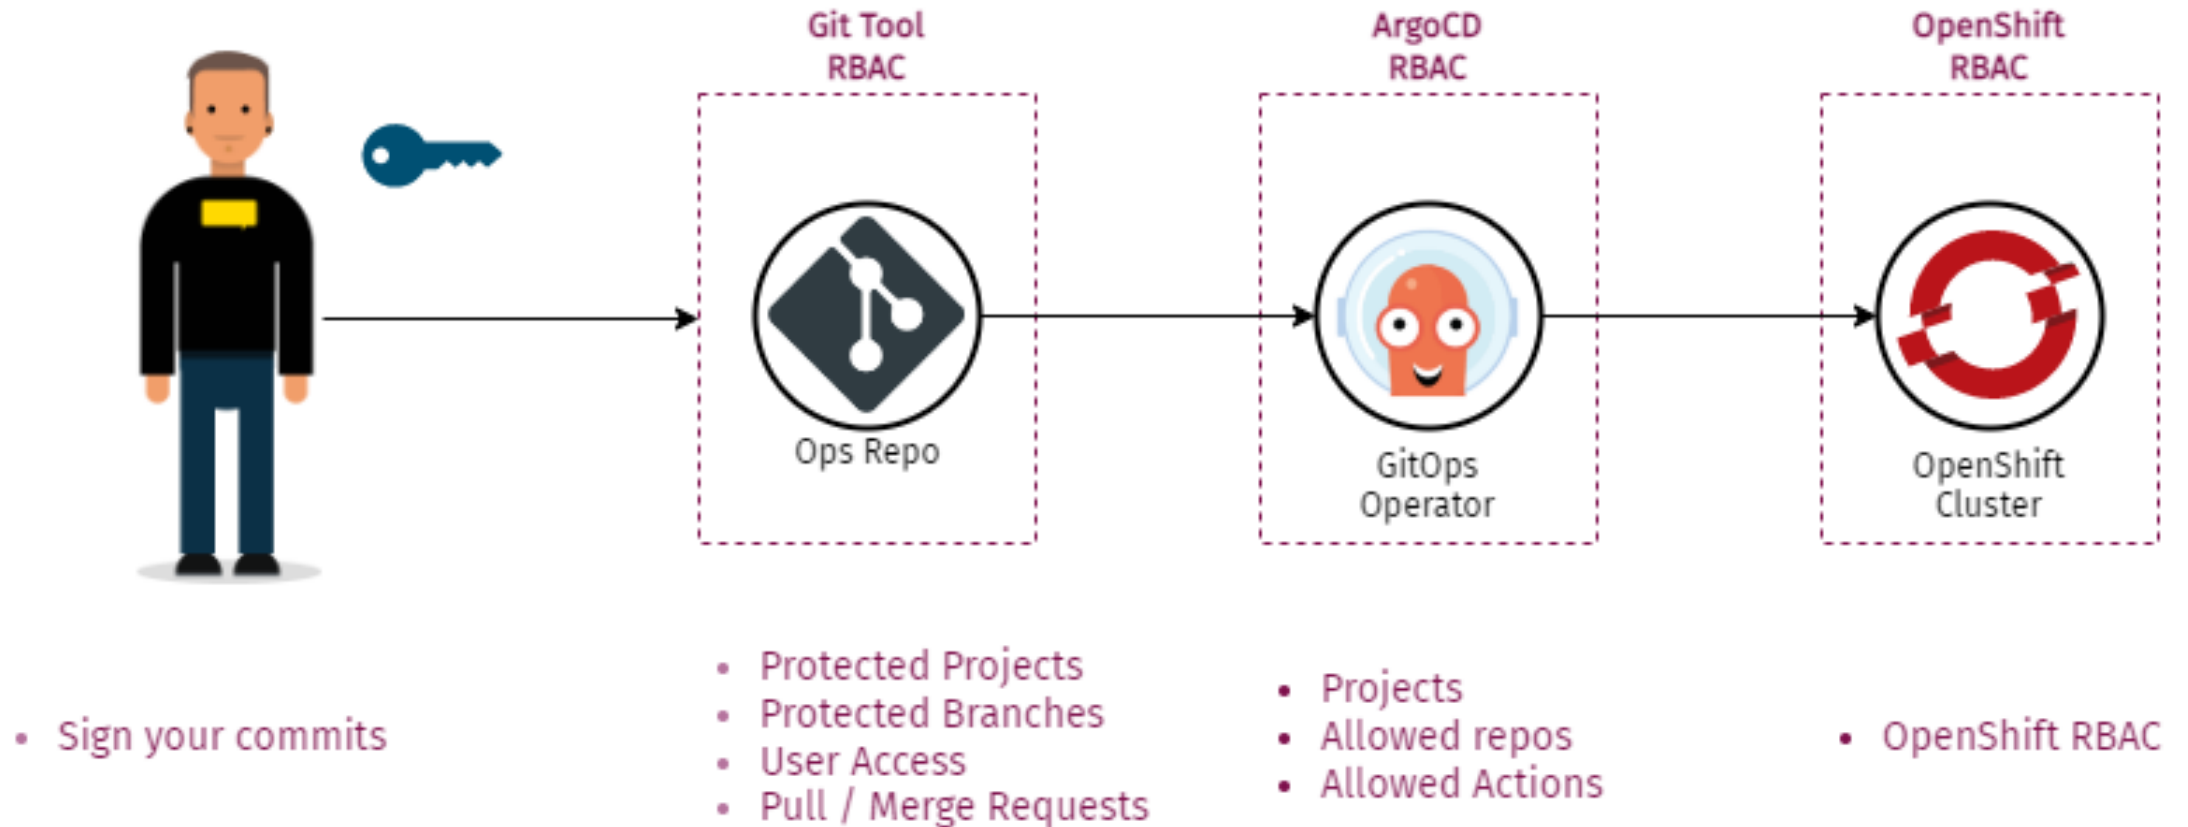 Git Tool
RBAC
ArgoCD
RBAC
OpenShift
RBAC
Ops Repo
GitOps
Operator
OpenShift
Cluster
• Sign your commits
• Protected Projects
• Protected Branches
• User Access
• Pull / Merge Requests
• Projects
• Allowed repos
• Allowed Actions
• OpenShift RBAC